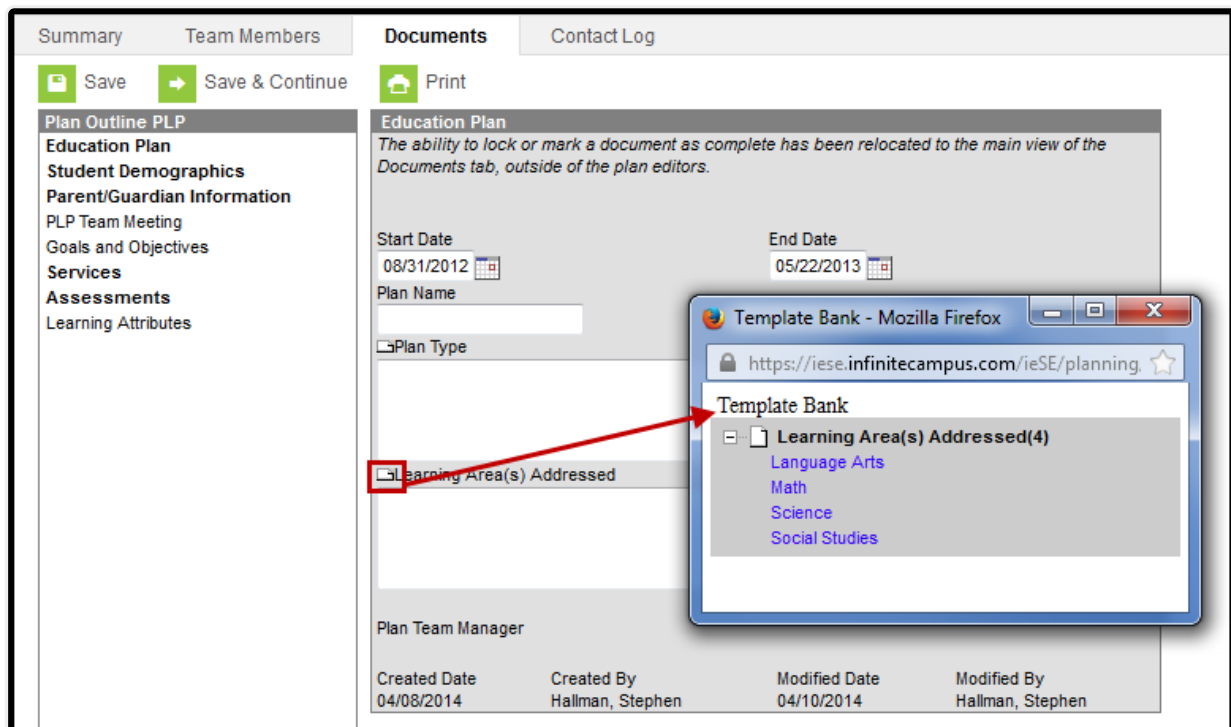 Summary Team Members Documents Contact Log
Save Save & Continue Print
Plan Outline PLP
Education Plan
Student Demographics
Parent/Guardian Information
PLP Team Meeting
Goals and Objectives
Services
Assessments
Learning Attributes
Education Plan
The ability to lock or mark a document as complete has been relocated to the main view of the
Documents tab, outside of the plan editors.
Start Date End Date
08/31/2012 05/22/2013
Plan Name
Plan Type
Learning Area(s) Addressed
Plan Team Manager
Created Date Created By Modified Date Modified By
04/08/2014 Hallman, Stephen 04/10/2014 Hallman, Stephen
Template Bank - Mozilla Firefox
https://iese.infinitecampus.com/ieSE/planning
Template Bank
Learning Area(s) Addressed(4)
Language Arts
Math
Science
Social Studies